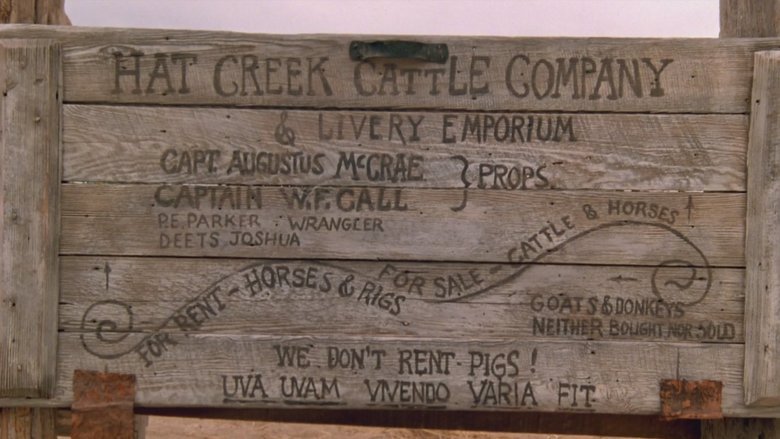 HAT CREEK CATTLE COMPANY
& LIVERY EMPORIUM
CAPT. AUGUSTUS McCRAE } PROPS.
CAPTAIN W.F. CALL
P.E. PARKER : WRANGLER
DEETS JOSHUA
FOR RENT - HORSES & RIGS
FOR SALE - CATTLE & HORSES
GOATS & DONKEYS
NEITHER BOUGHT NOR SOLD
WE DON'T RENT PIGS!
UVA UVAM VIVENDO VARIA FIT